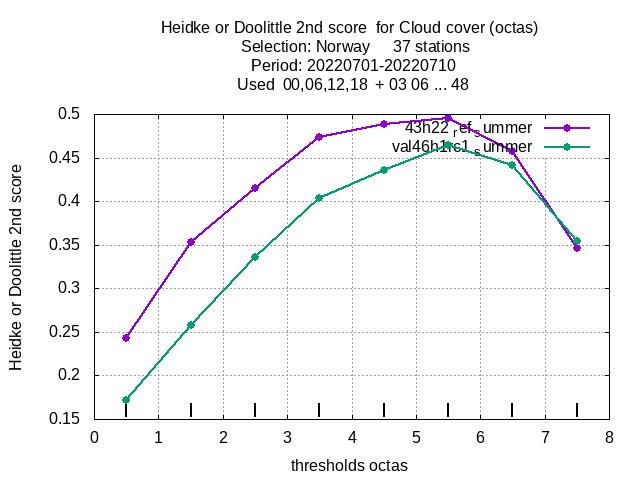 Heidke or Doolittle 2nd score  for Cloud cover (octas)
Selection: Norway     37 stations
Period: 20220701-20220710
Used  00,06,12,18  + 03 06 ... 48
0.5
43h22_ref_summer
val46h1rc1_summer
0.45
0.4
0.35
0.3
0.25
0.2
0.15
Heidke or Doolittle 2nd score
0 1 2 3 4 5 6 7 8
thresholds octas